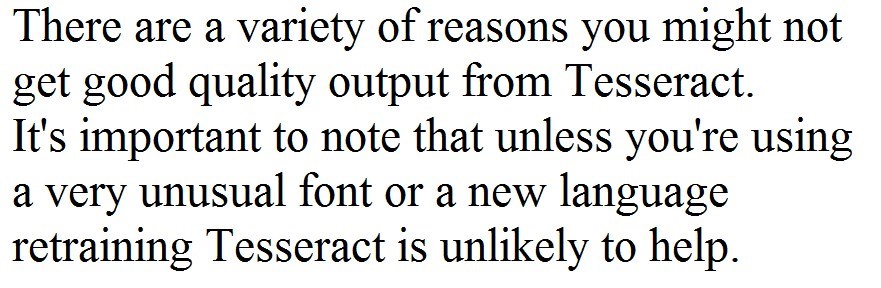 There are a variety of reasons you might not
get good quality output from Tesseract.
It's important to note that unless you're using
a very unusual font or a new language
retraining Tesseract is unlikely to help.